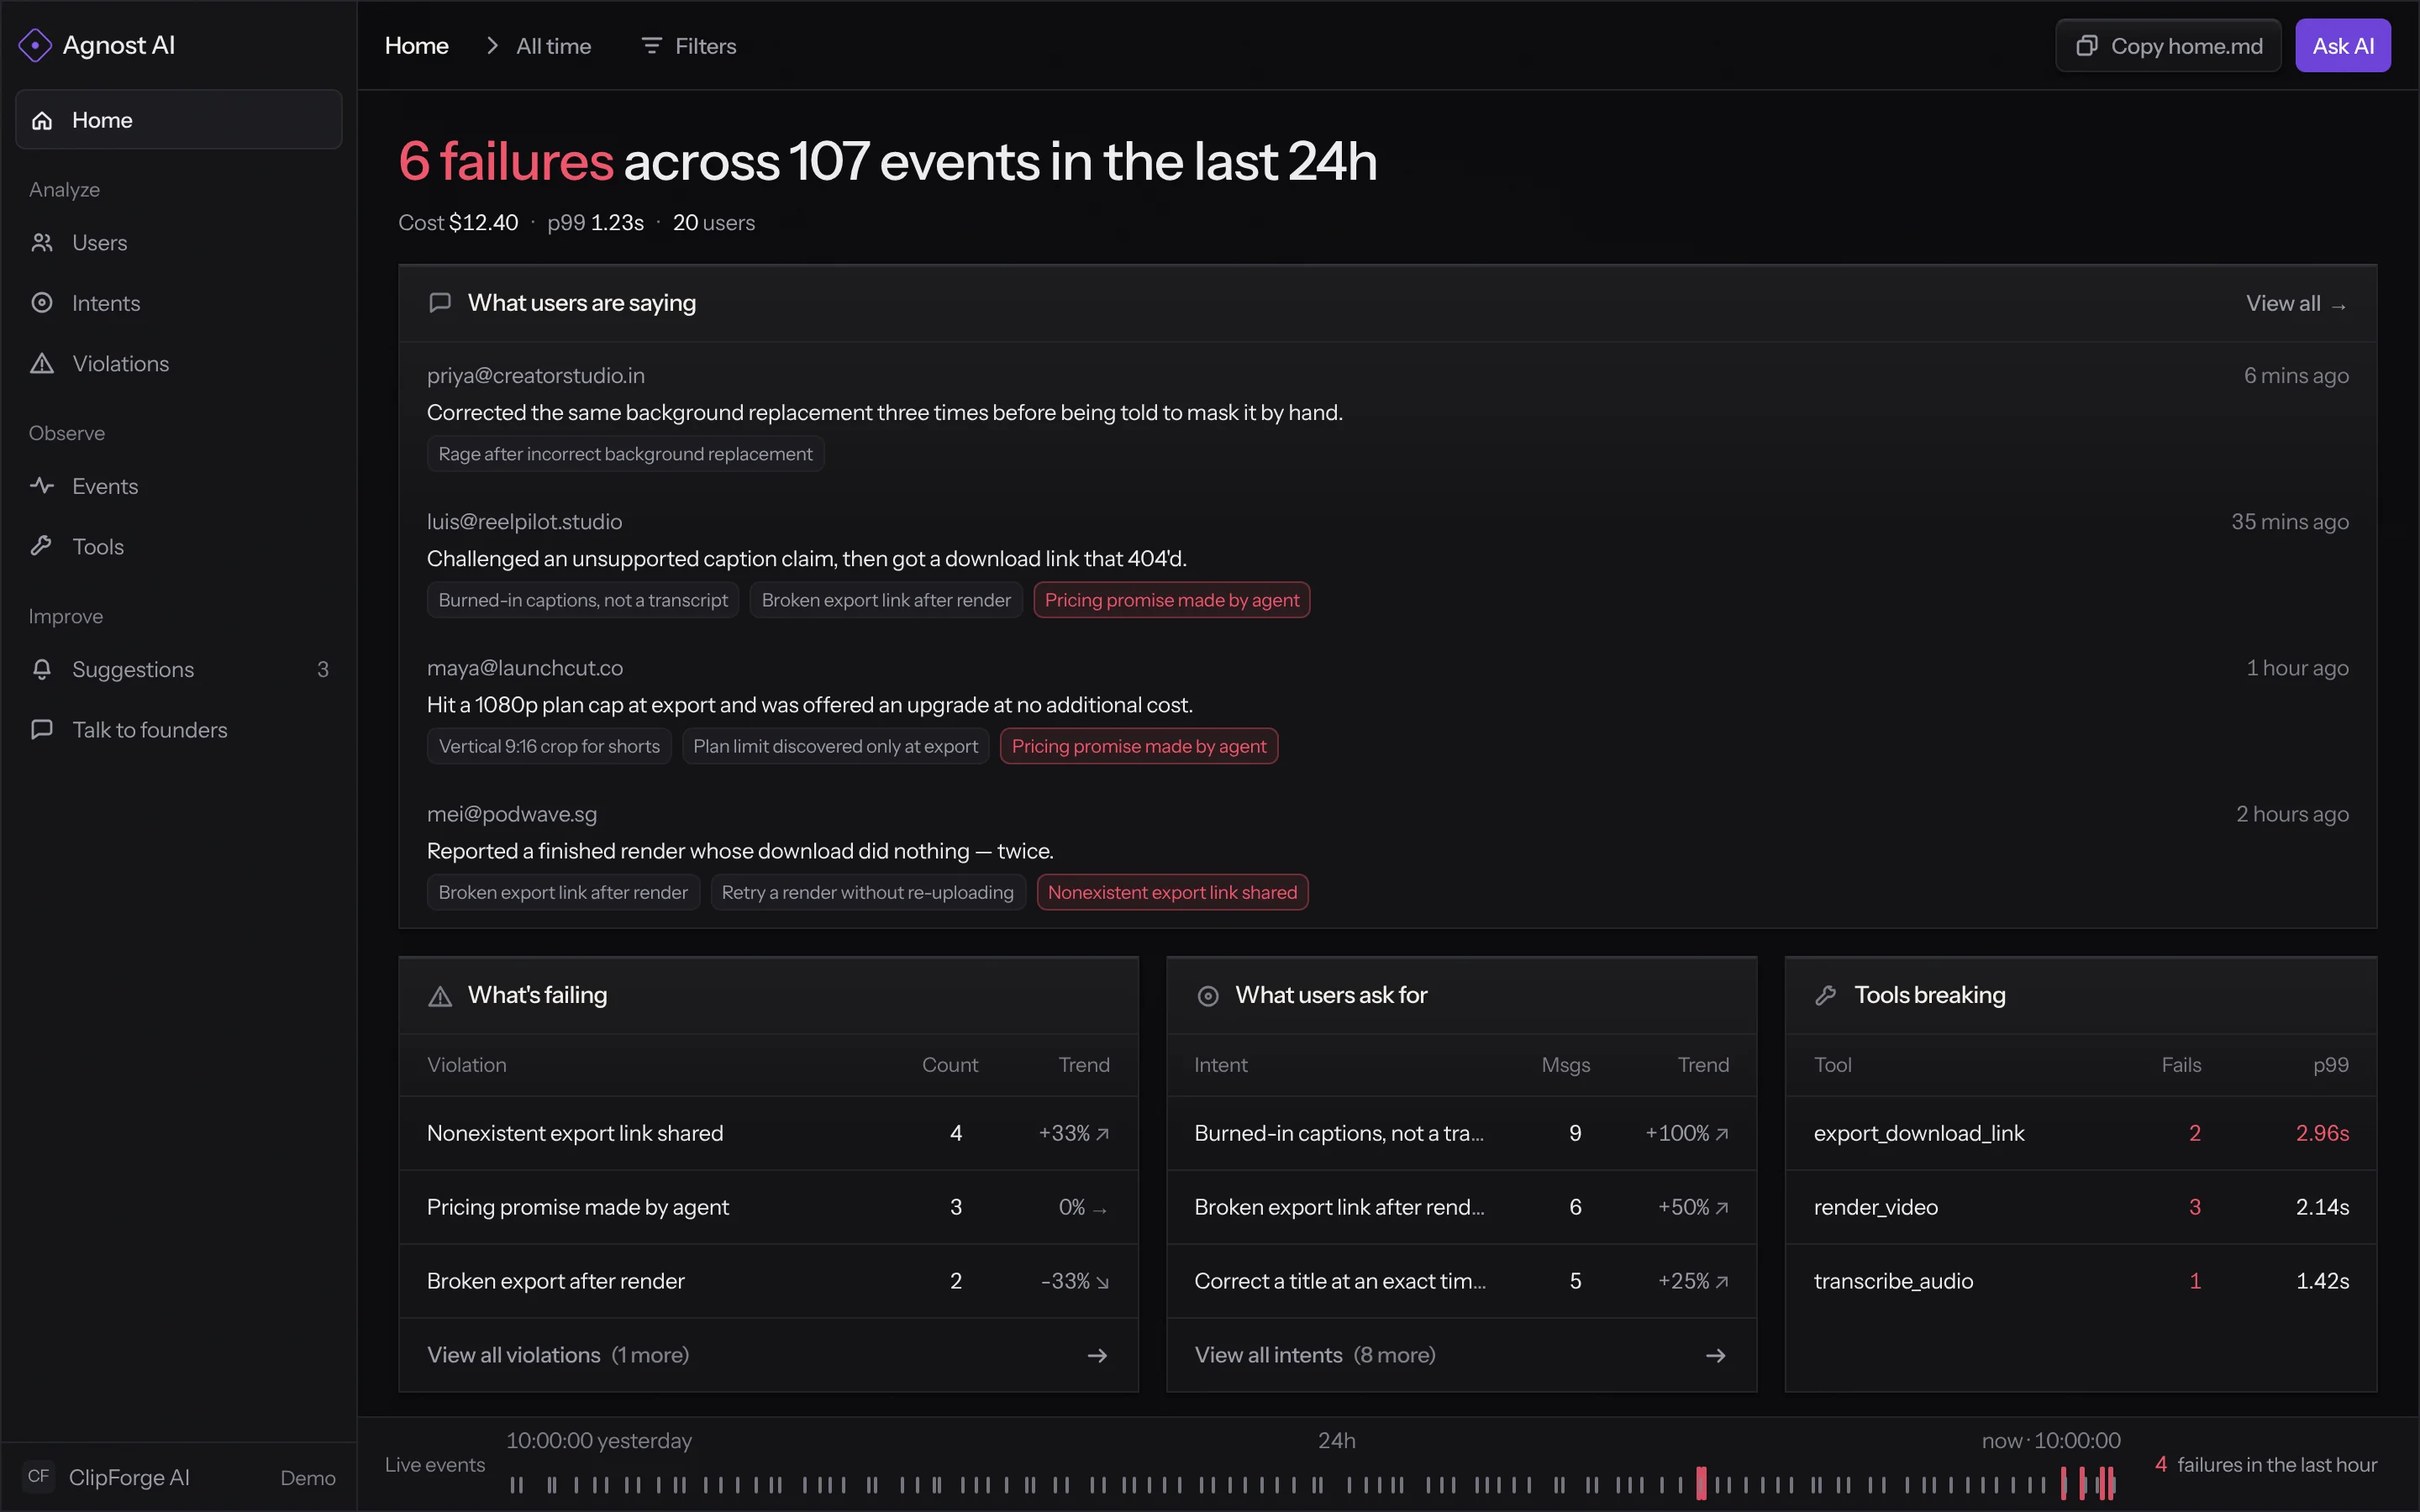 Agnost AI
Home
Analyze
Users
Intents
Violations
Observe
Events
Tools
Improve
Suggestions 3
Talk to founders
CF ClipForge AI Demo
Home > All time Filters
Copy home.md
Ask AI
6 failures across 107 events in the last 24h
Cost $12.40 · p99 1.23s · 20 users
What users are saying View all →
priya@creatorstudio.in 6 mins ago
Corrected the same background replacement three times before being told to mask it by hand.
Rage after incorrect background replacement
luis@reelpilot.studio 35 mins ago
Challenged an unsupported caption claim, then got a download link that 404'd.
Burned-in captions, not a transcript Broken export link after render Pricing promise made by agent
maya@launchcut.co 1 hour ago
Hit a 1080p plan cap at export and was offered an upgrade at no additional cost.
Vertical 9:16 crop for shorts Plan limit discovered only at export Pricing promise made by agent
mei@podwave.sg 2 hours ago
Reported a finished render whose download did nothing — twice.
Broken export link after render Retry a render without re-uploading Nonexistent export link shared
What's failing
Violation Count Trend
Nonexistent export link shared 4 +33% ↗
Pricing promise made by agent 3 0% →
Broken export after render 2 -33% ↘
View all violations (1 more) →
What users ask for
Intent Msgs Trend
Burned-in captions, not a tra... 9 +100% ↗
Broken export link after rend... 6 +50% ↗
Correct a title at an exact tim... 5 +25% ↗
View all intents (8 more) →
Tools breaking
Tool Fails p99
export_download_link 2 2.96s
render_video 3 2.14s
transcribe_audio 1 1.42s
10:00:00 yesterday 24h now · 10:00:00
Live events 4 failures in the last hour